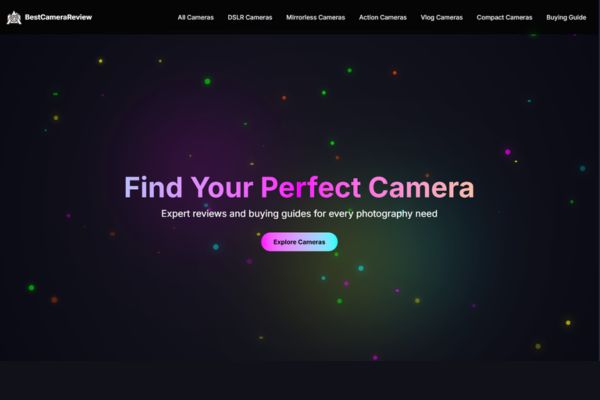 BestCameraReview
All Cameras
DSLR Cameras
Mirrorless Cameras
Action Cameras
Vlog Cameras
Compact Cameras
Buying Guide
Find Your Perfect Camera
Expert reviews and buying guides for every photography need
Explore Cameras